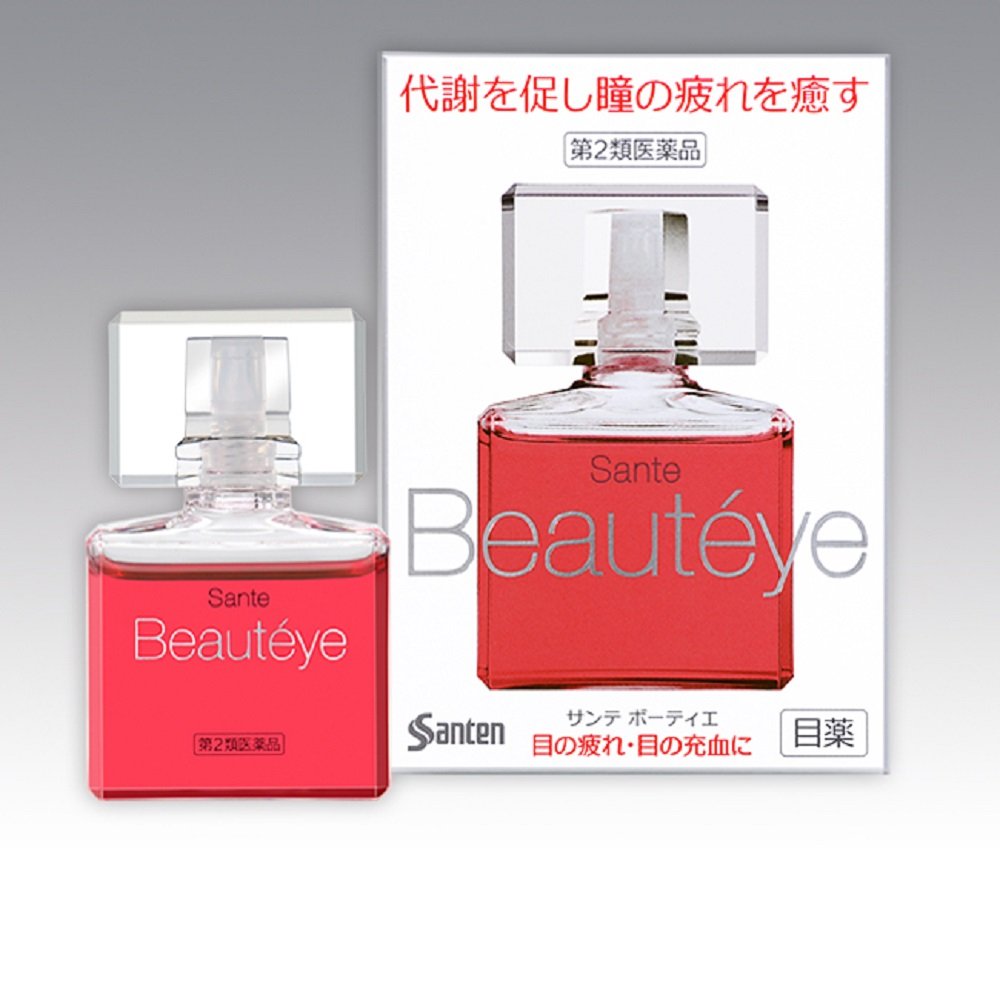 代謝を促し瞳の疲れを癒す
第2類医薬品
Sante
Beautéye
Santen
サンテ ボーティエ
目の疲れ・目の充血に
目薬
Sante
Beautéye
第2類医薬品